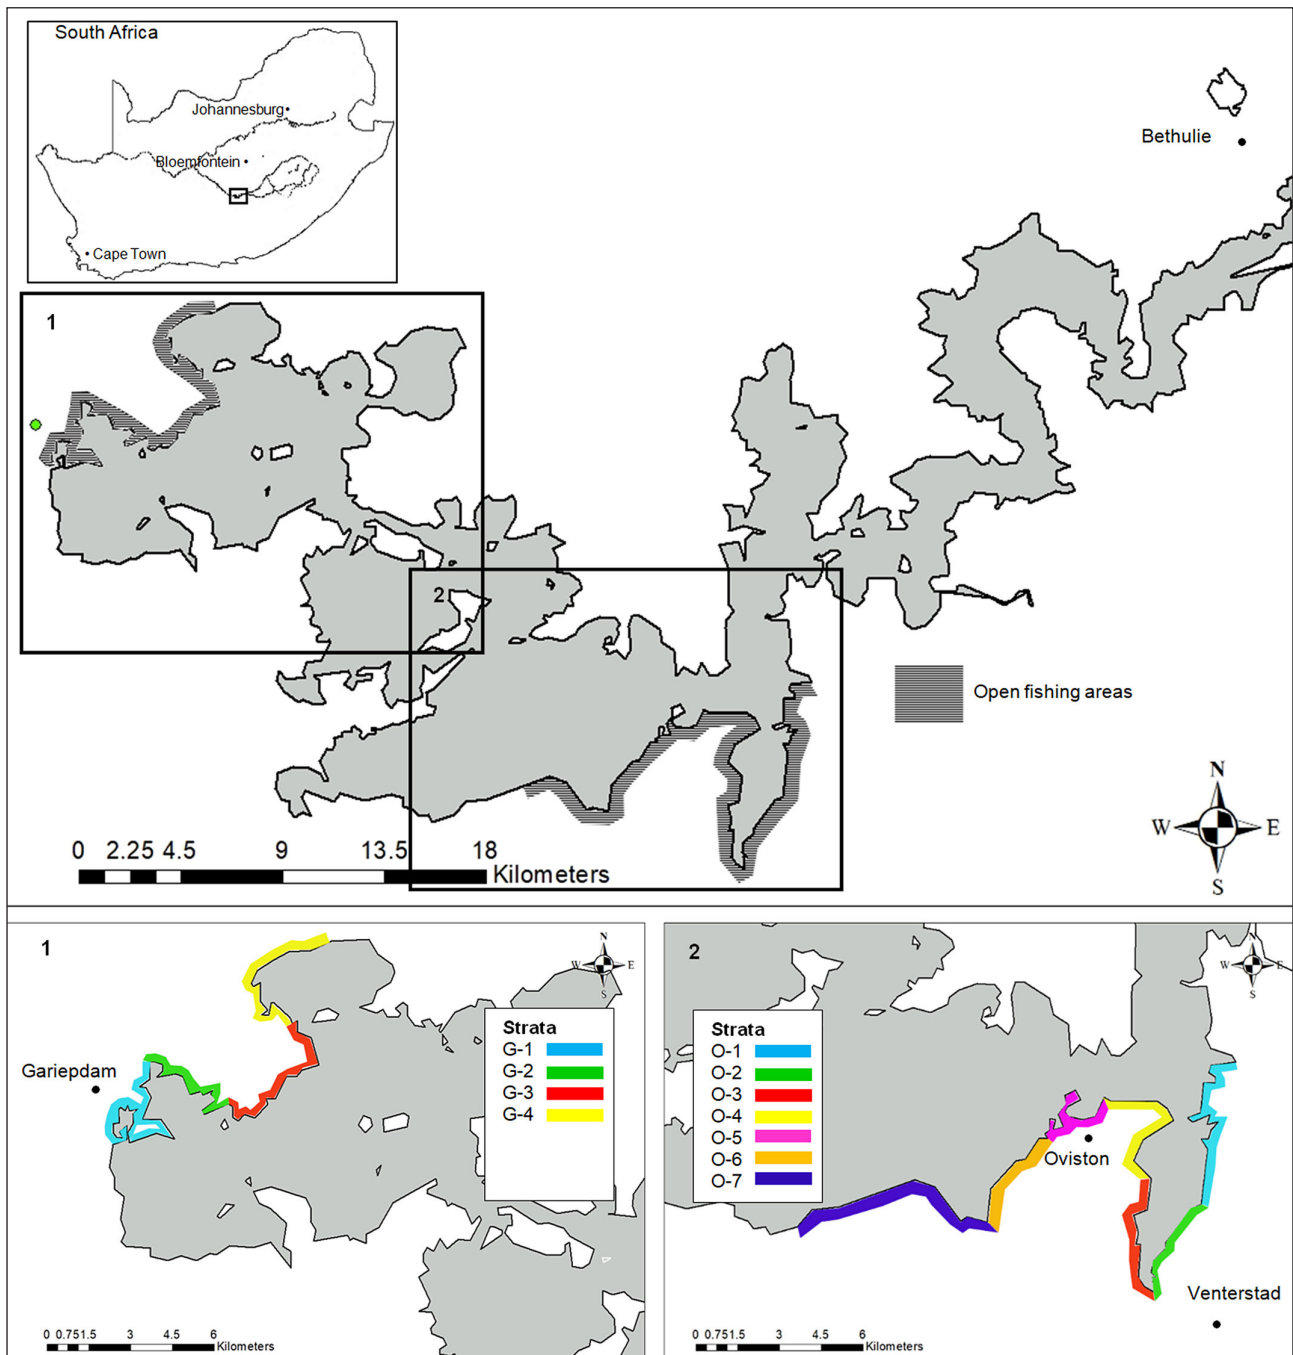 South Africa
Johannesburg
Bloemfontein
Cape Town
Bethulie
1
2
Open fishing areas
N
W E
S
0 2.25 4.5 9 13.5 18
Kilometers
1
N
W E
S
Gariepdam
Strata
G-1
G-2
G-3
G-4
0 0.75 1.5 3 4.5 6
Kilometers
2
N
W E
S
Strata
O-1
O-2
O-3
O-4
O-5
O-6
O-7
Oviston
Venterstad
0 0.75 1.5 3 4.5 6
Kilometers